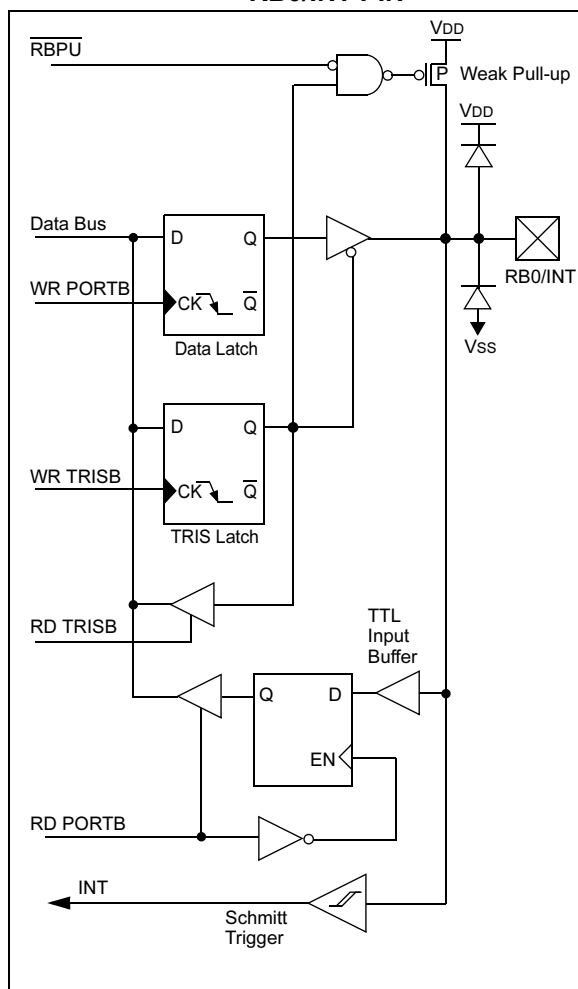 RBPU
VDD
P
Weak Pull-up
VDD
Data Bus
D
Q
WR PORTB
CK
Q
Data Latch
RB0/INT
VSS
D
Q
WR TRISB
CK
Q
TRIS Latch
RD TRISB
TTL
Input
Buffer
Q
D
EN
RD PORTB
INT
Schmitt
Trigger